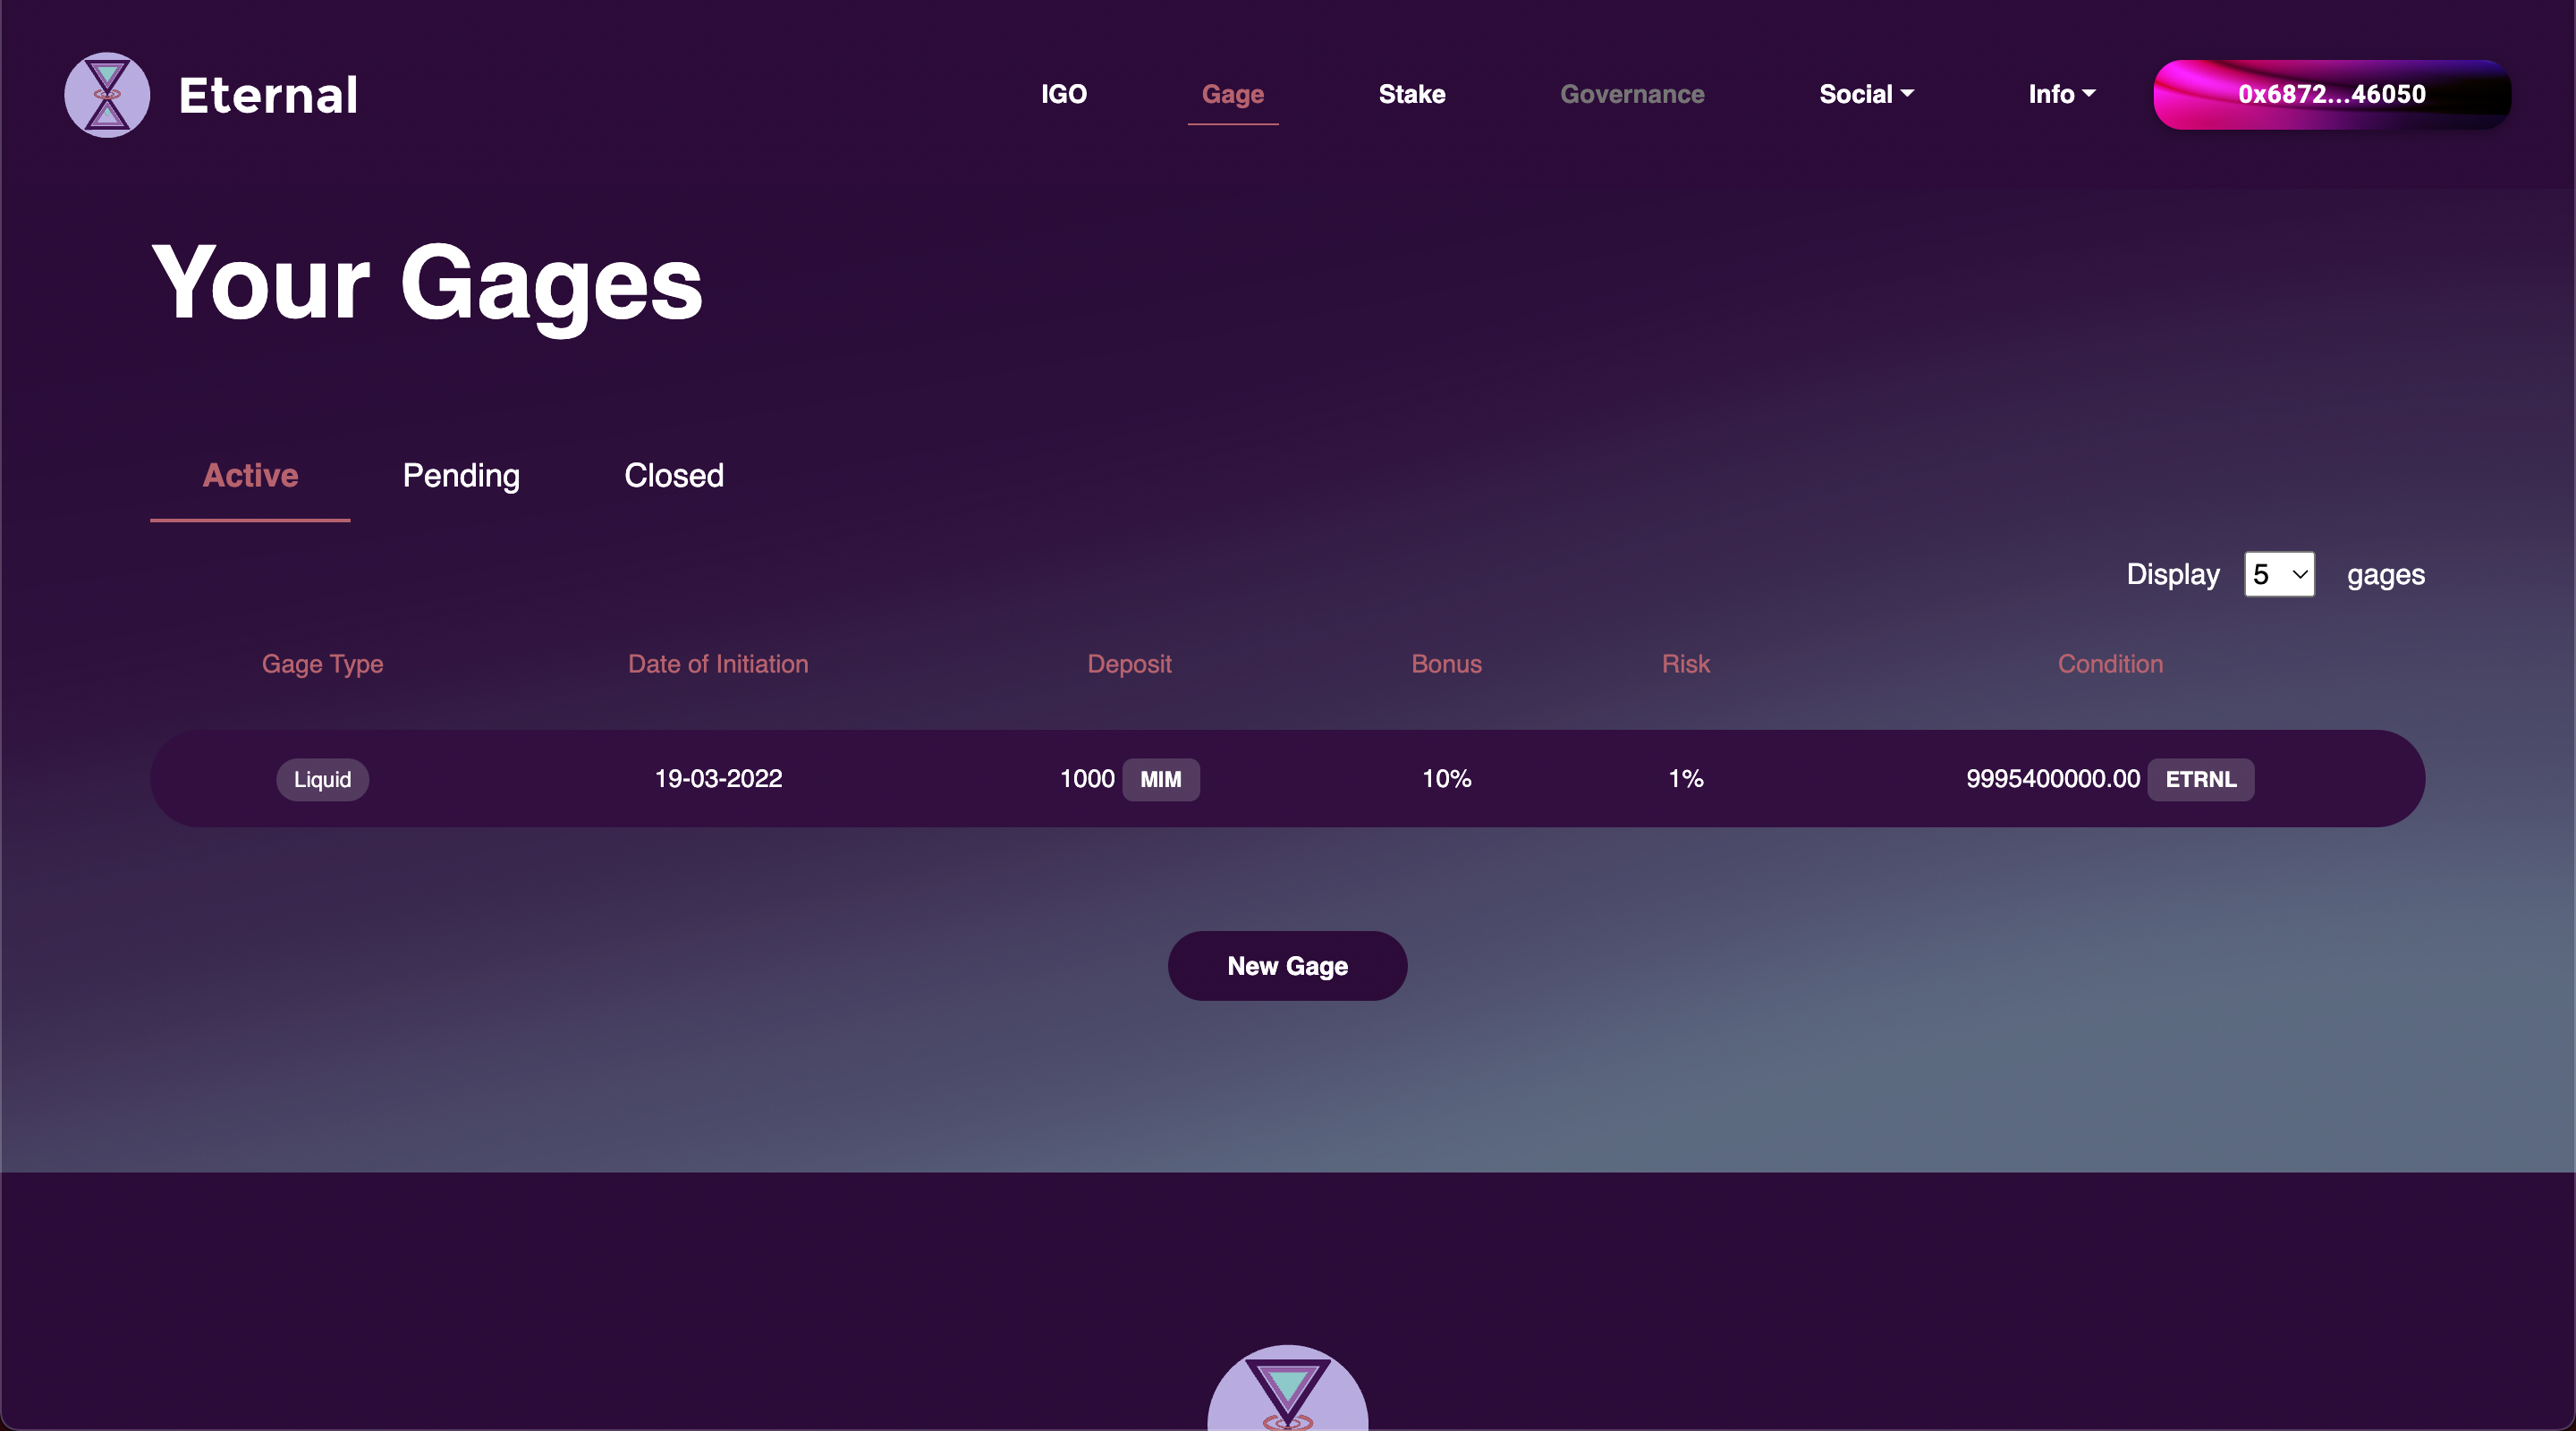 Eternal
IGO Gage Stake Governance Social Info 0x6872...46050
Your Gages
Active Pending Closed
Display 5 gages
Gage Type Date of Initiation Deposit Bonus Risk Condition
Liquid 19-03-2022 1000 MIM 10% 1% 9995400000.00 ETRNL
New Gage